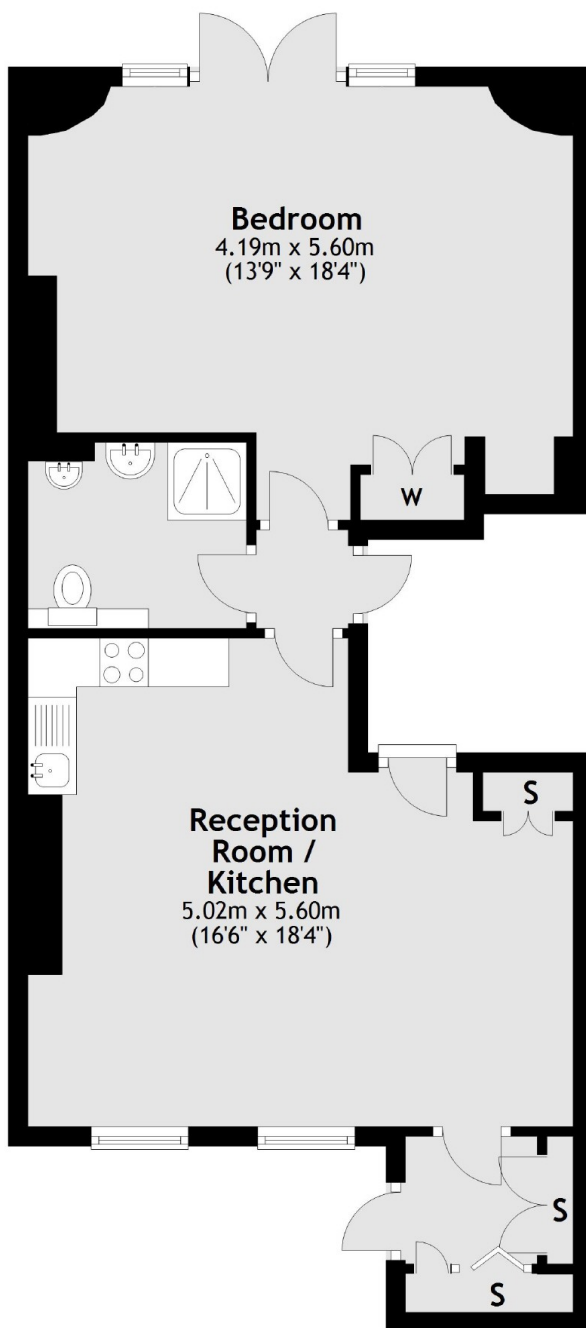 Bedroom
4.19m x 5.60m
(13'9" x 18'4")
W
S
Reception
Room /
Kitchen
5.02m x 5.60m
(16'6" x 18'4")
S
S